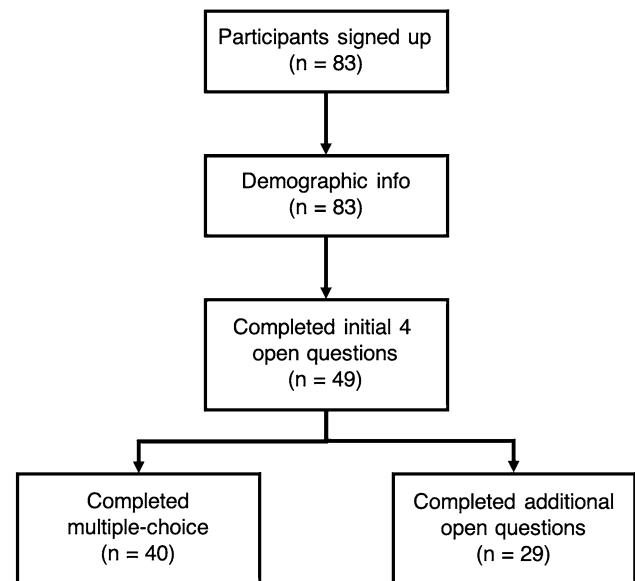 Participants signed up
(n = 83)
Demographic info
(n = 83)
Completed initial 4
open questions
(n = 49)
Completed
multiple-choice
(n = 40)
Completed additional
open questions
(n = 29)